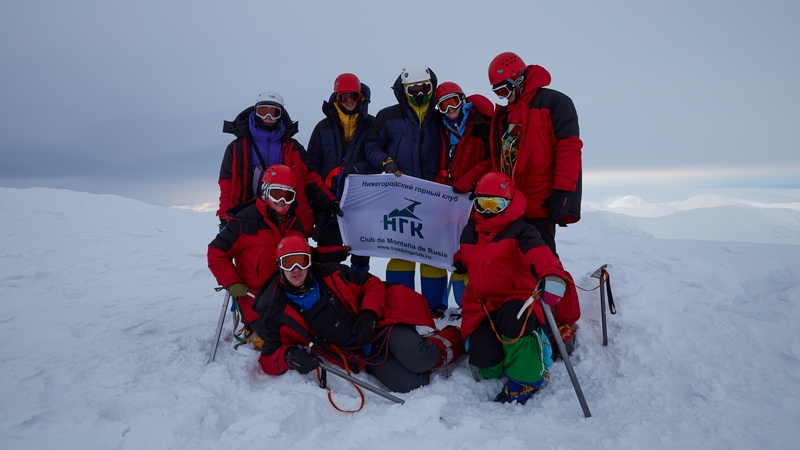 Нижегородский горный клуб
НГК
Club de Montaña de Rusia
www.trekkingclub.ru